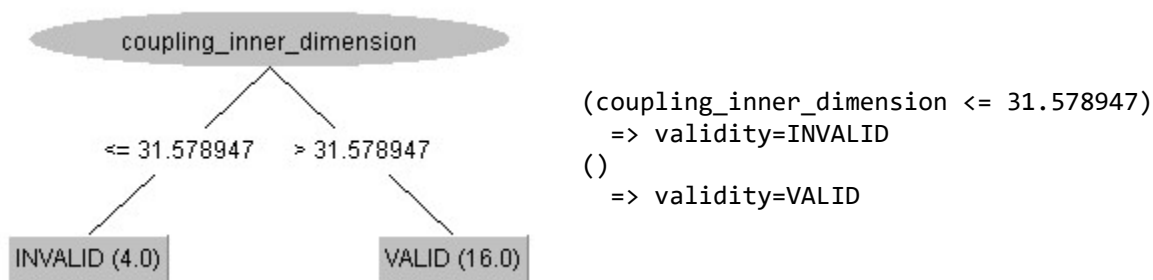 coupling_inner_dimension
<= 31.578947 > 31.578947
INVALID (4.0) VALID (16.0)
(coupling_inner_dimension <= 31.578947)
=> validity=INVALID
()
=> validity=VALID